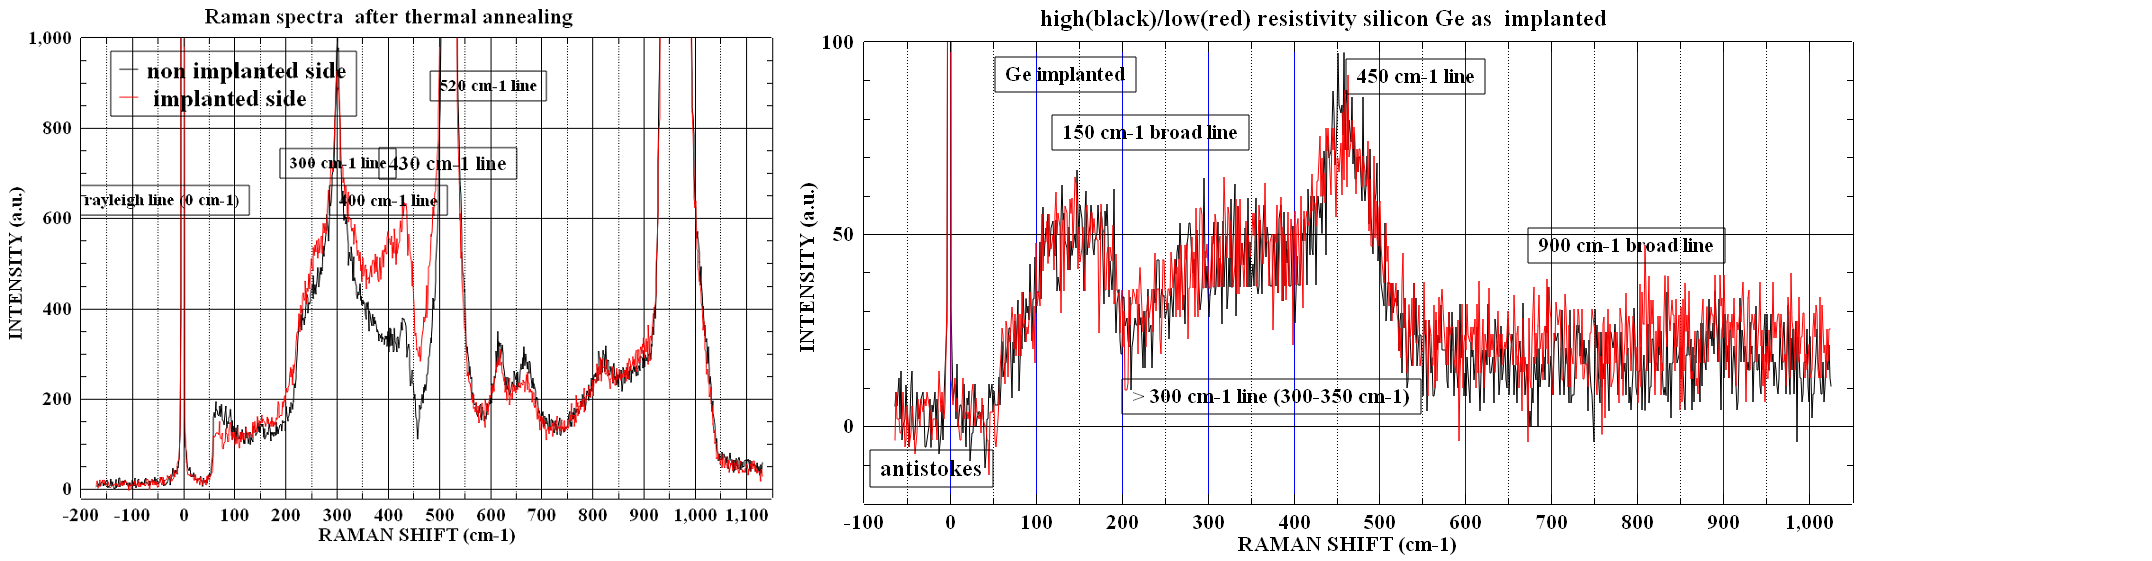 Raman spectra after thermal annealing
1,000
800
600
400
200
0
INTENSITY (a.u.)
non implanted side
implanted side
520 cm-1 line
300 cm-1 line
430 cm-1 line
rayleigh line (0 cm-1)
400 cm-1 line
-200 -100 0 100 200 300 400 500 600 700 800 900 1,000 1,100
RAMAN SHIFT (cm-1)
high(black)/low(red) resistivity silicon Ge as implanted
100
50
0
INTENSITY (a.u.)
Ge implanted
450 cm-1 line
150 cm-1 broad line
900 cm-1 broad line
> 300 cm-1 line (300-350 cm-1)
antistokes
-100 0 100 200 300 400 500 600 700 800 900 1,000
RAMAN SHIFT (cm-1)